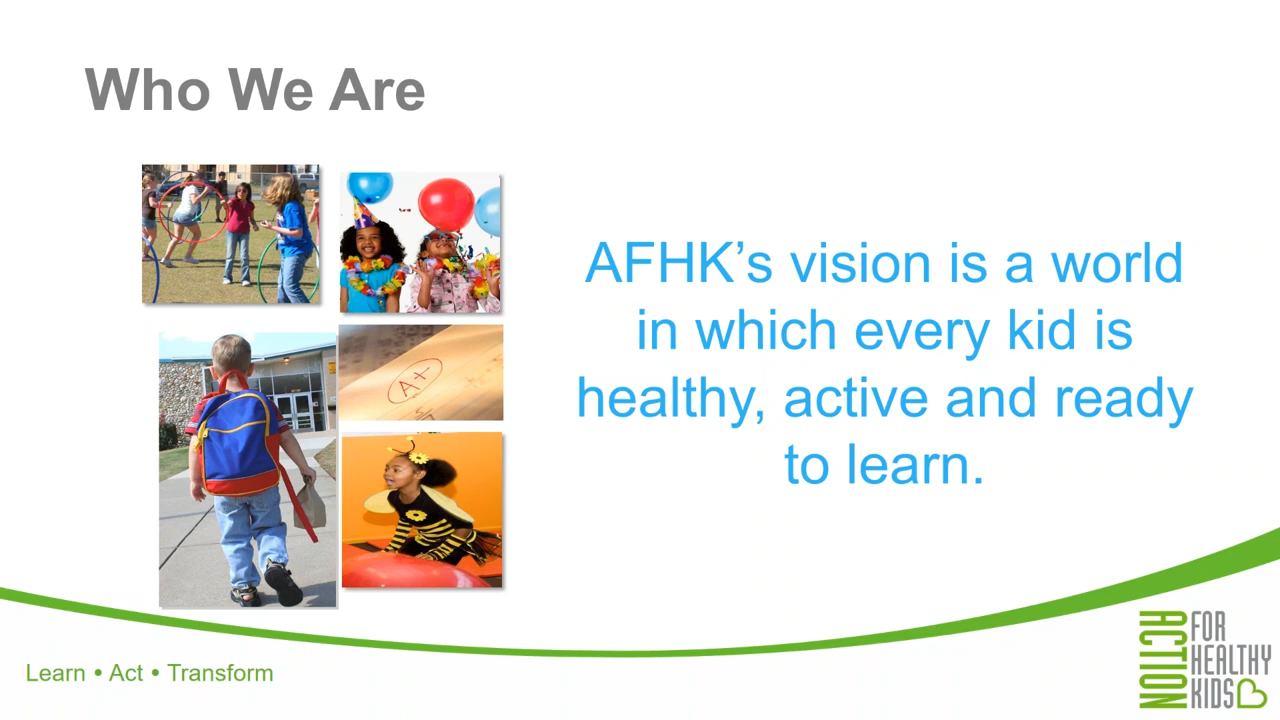 Who We Are
A+
AFHK’s vision is a world
in which every kid is
healthy, active and ready
to learn.
Learn • Act • Transform
ACTION
FOR
HEALTHY
KIDS